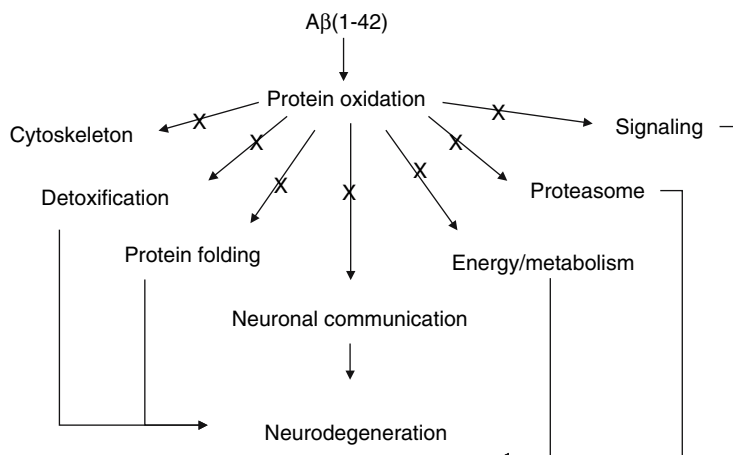 Aβ(1-42)
Protein oxidation
Cytoskeleton
Signaling
Detoxification
Proteasome
Protein folding
Energy/metabolism
Neuronal communication
Neurodegeneration